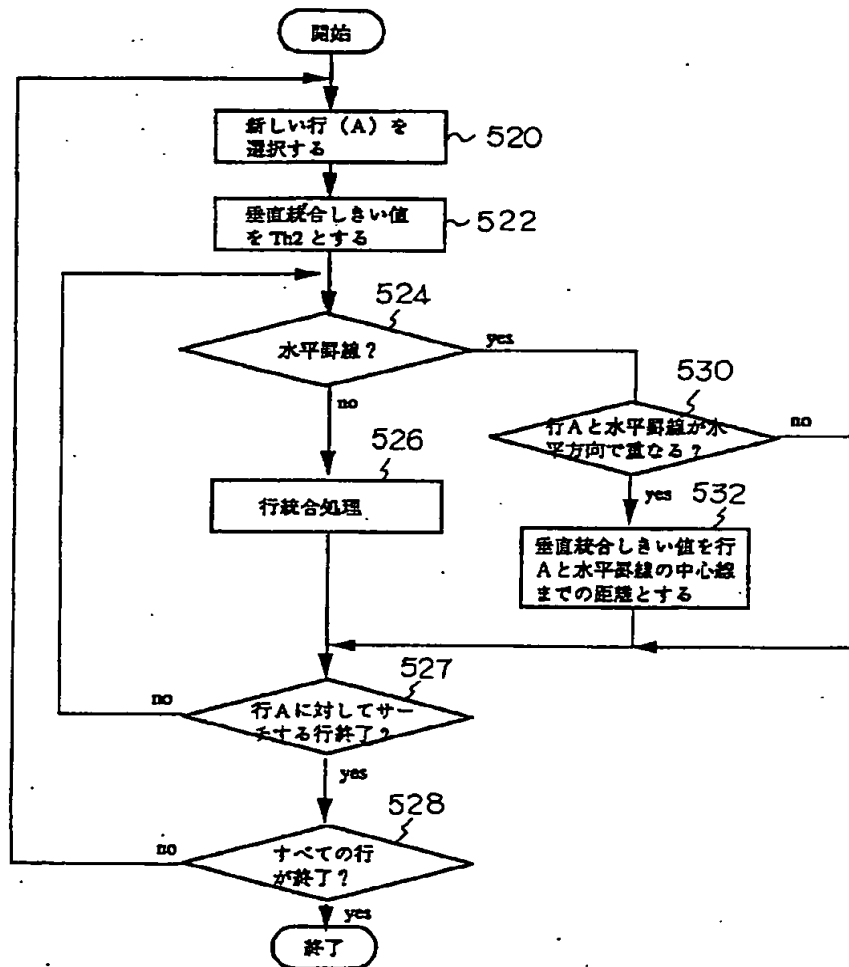 開始
新しい行（A）を
選択する
520
垂直統合しきい値
を Th2 とする
522
524
水平罫線？
yes
no
530
行Aと水平罫線が水
平方向で重なる？
no
yes
526
行統合処理
532
垂直統合しきい値を行
Aと水平罫線の中心線
までの距離とする
527
行Aに対してサー
チする行終了？
no
yes
528
すべての行
が終了？
no
yes
終了